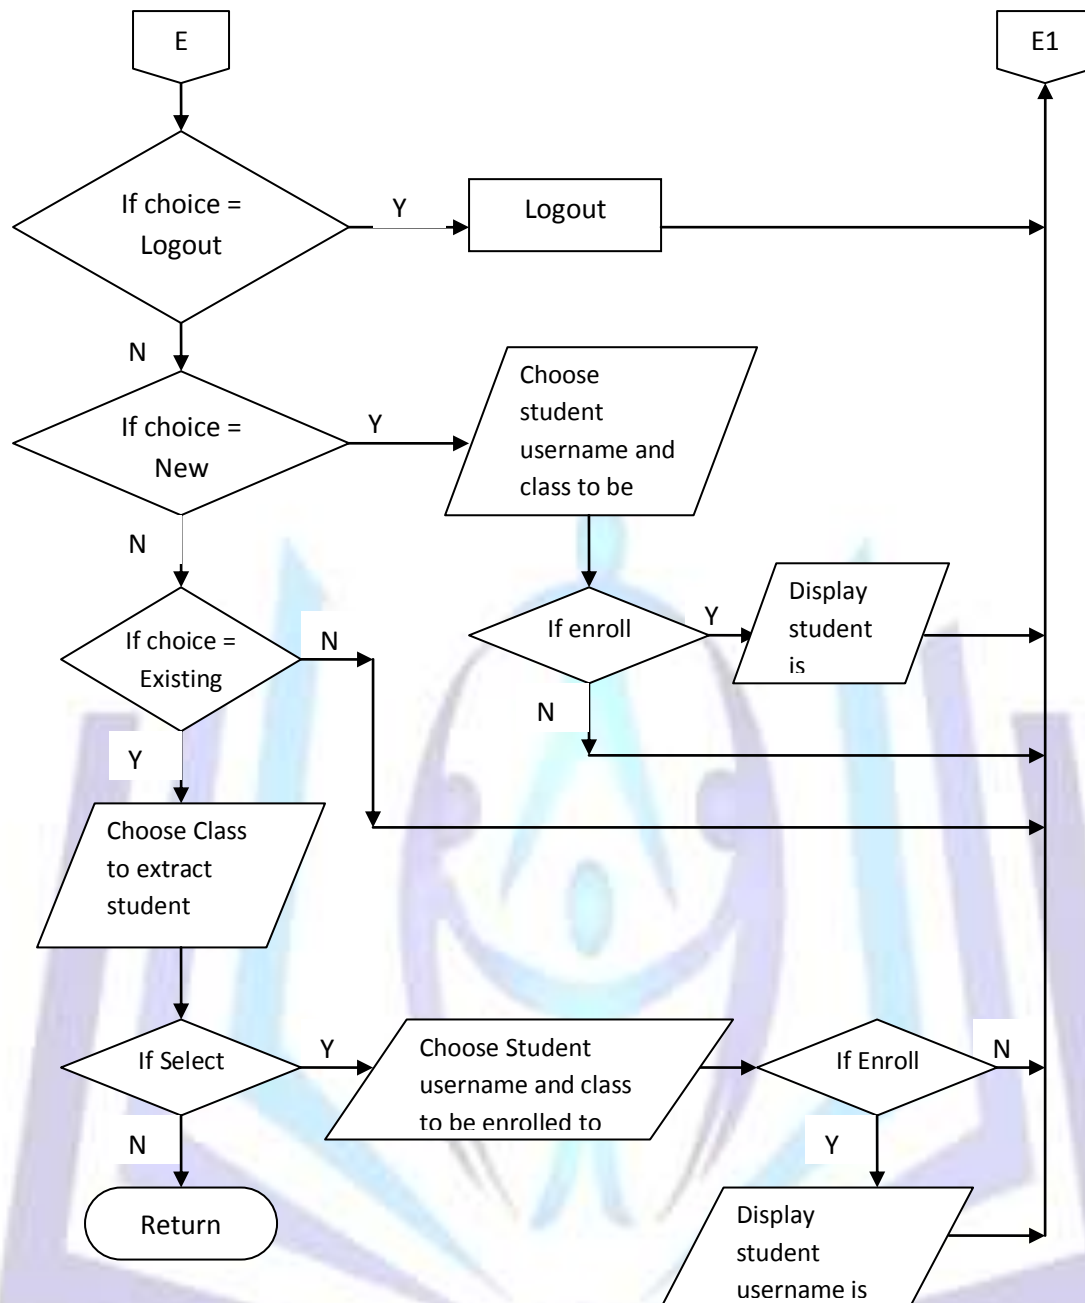 E
E1
If choice =
Logout
Y
Logout
N
If choice =
New
Y
Choose
student
username and
class to be
N
If choice =
Existing
N
If enroll
Y
Display
student
is
N
Y
Choose Class
to extract
student
If Select
Y
Choose Student
username and class
to be enrolled to
If Enroll
N
N
Y
Return
Display
student
username is